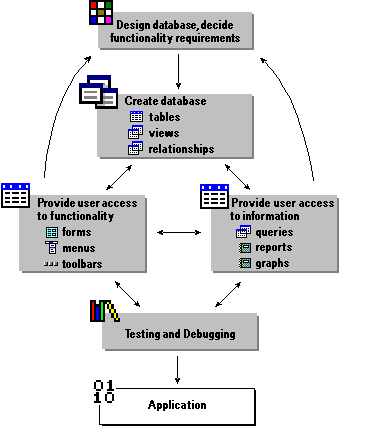 Design database, decide
functionality requirements
Create database
tables
views
relationships
Provide user access
to functionality
forms
menus
toolbars
Provide user access
to information
queries
reports
graphs
Testing and Debugging
01
10
Application